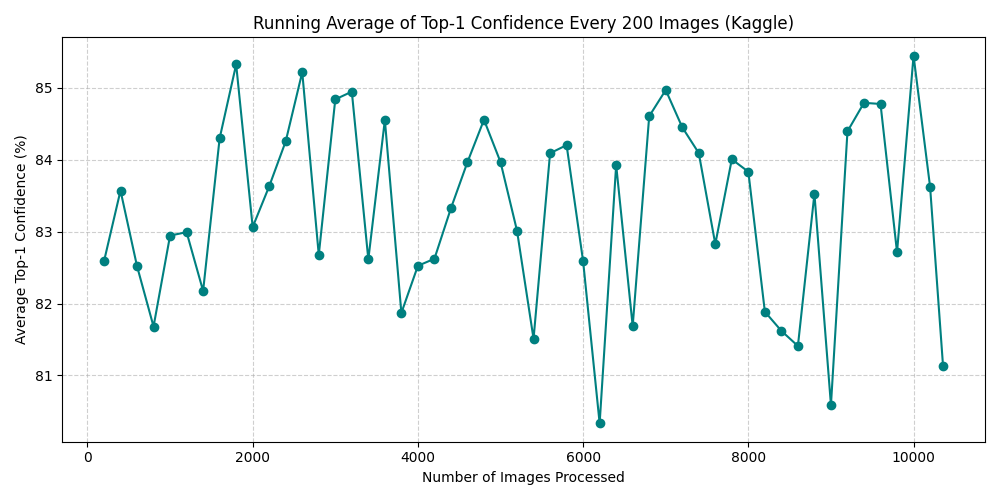 Running Average of Top-1 Confidence Every 200 Images (Kaggle)
Average Top-1 Confidence (%)
85
84
83
82
81
0 2000 4000 6000 8000 10000
Number of Images Processed